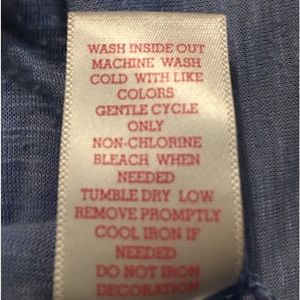 WASH INSIDE OUT
MACHINE WASH
COLD WITH LIKE
COLORS
GENTLE CYCLE
ONLY
NON-CHLORINE
BLEACH WHEN
NEEDED
TUMBLE DRY LOW
REMOVE PROMPTLY
COOL IRON IF
NEEDED
DO NOT IRON
DECORATION